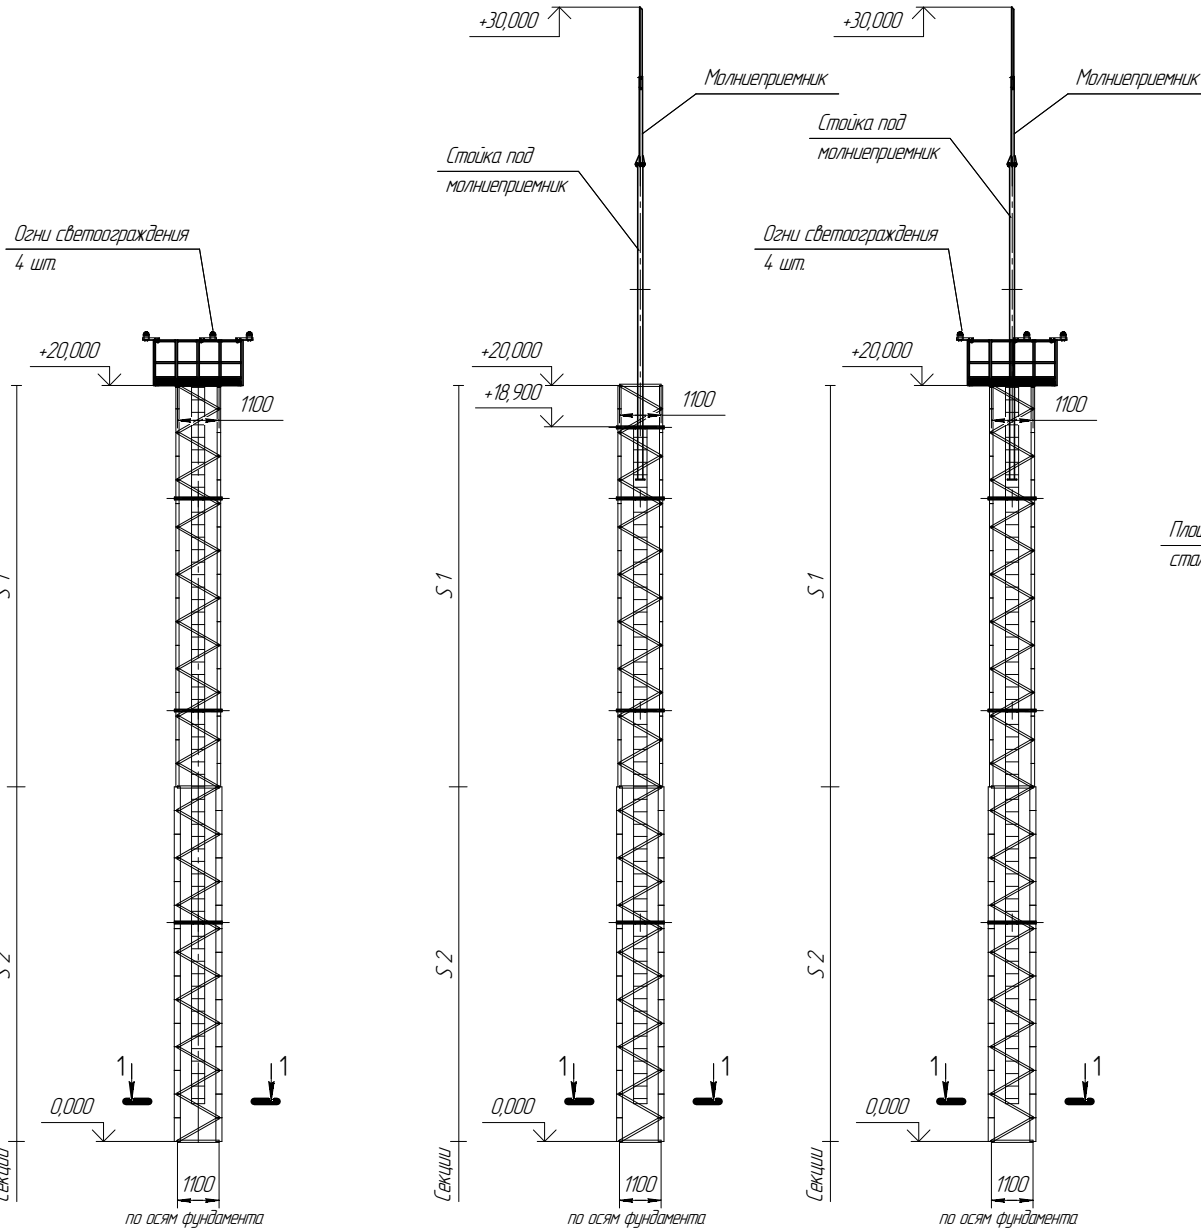 +30,000
+30,000
Молниеприемник
Молниеприемник
Стойка под
молниеприемник
Стойка под
молниеприемник
Огни светоограждения
4 шт.
Огни светоограждения
4 шт.
+20,000
+20,000
+20,000
+18,900
1100
1100
1100
S 1
S 1
S 1
S 2
S 2
S 2
1 1
1 1
1 1
0,000
0,000
0,000
Секции
Секции
Секции
1100
1100
1100
по осям фундамента
по осям фундамента
по осям фундамента